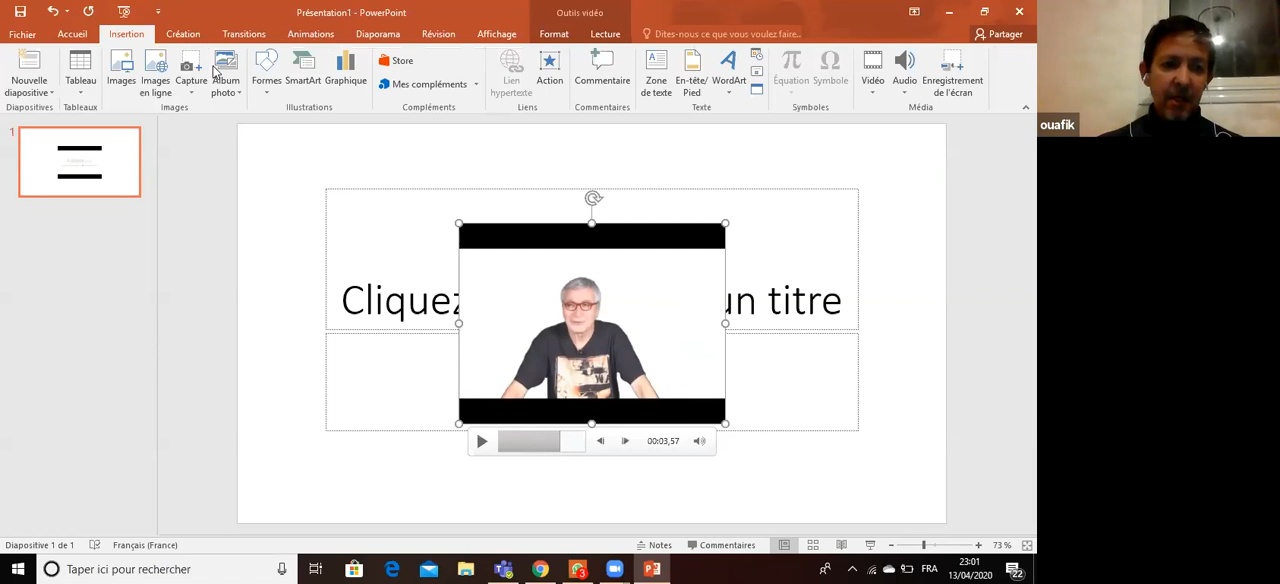 Présentation1 - PowerPoint
Outils vidéo
Fichier
Accueil
Insertion
Création
Transitions
Animations
Diaporama
Révision
Affichage
Format
Lecture
Dites-nous ce que vous voulez faire...
Partager
Nouvelle
diapositive
Tableau
Images
Images
en ligne
Capture
Album
photo
Formes
SmartArt
Graphique
Store
Mes compléments
Lien
hypertexte
Action
Commentaire
Zone
de texte
En-tête/
Pied
WordArt
Équation
Symbole
Vidéo
Audio
Enregistrement
de l'écran
Diapositives
Tableaux
Images
Illustrations
Compléments
Liens
Commentaires
Texte
Symboles
Média
ouafik
1
Cliquez un titre
00:03,57
Diapositive 1 de 1
Français (France)
Notes
Commentaires
73 %
Taper ici pour rechercher
3
FRA
23:01
13/04/2020
22